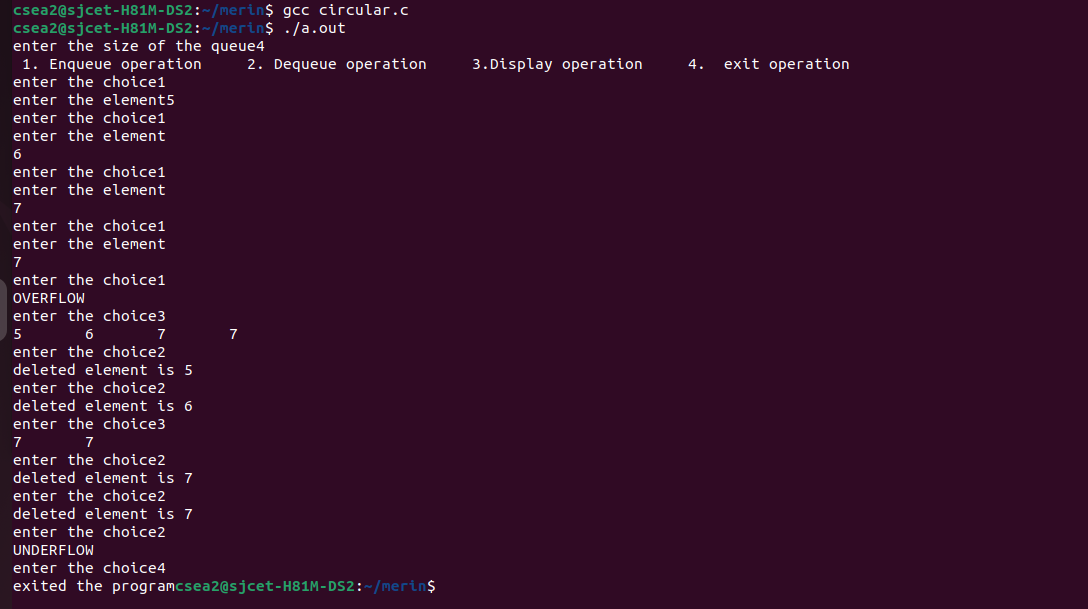 csea2@sjcet-H81M-DS2:~/merin$ gcc circular.c
csea2@sjcet-H81M-DS2:~/merin$ ./a.out
enter the size of the queue4
 1. Enqueue operation     2. Dequeue operation     3.Display operation     4.  exit operation
enter the choice1
enter the element5
enter the choice1
enter the element
6
enter the choice1
enter the element
7
enter the choice1
enter the element
7
enter the choice1
OVERFLOW
enter the choice3
5       6       7       7
enter the choice2
deleted element is 5
enter the choice2
deleted element is 6
enter the choice3
7       7
enter the choice2
deleted element is 7
enter the choice2
deleted element is 7
enter the choice2
UNDERFLOW
enter the choice4
exited the programcsea2@sjcet-H81M-DS2:~/merin$